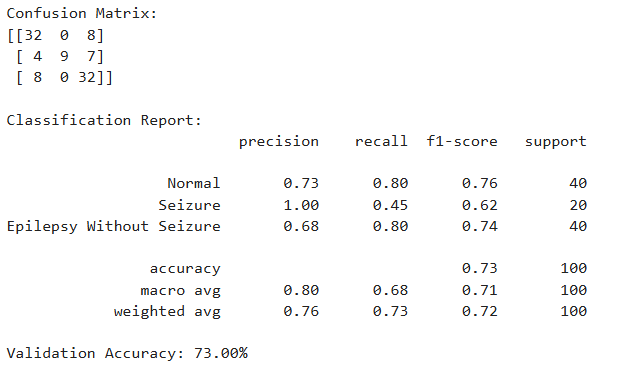 Confusion Matrix:
[[32  0  8]
 [ 4  9  7]
 [ 8  0 32]]
Classification Report:
precision recall f1-score support
Normal 0.73 0.80 0.76 40
Seizure 1.00 0.45 0.62 20
Epilepsy Without Seizure 0.68 0.80 0.74 40
accuracy 0.73 100
macro avg 0.80 0.68 0.71 100
weighted avg 0.76 0.73 0.72 100
Validation Accuracy: 73.00%